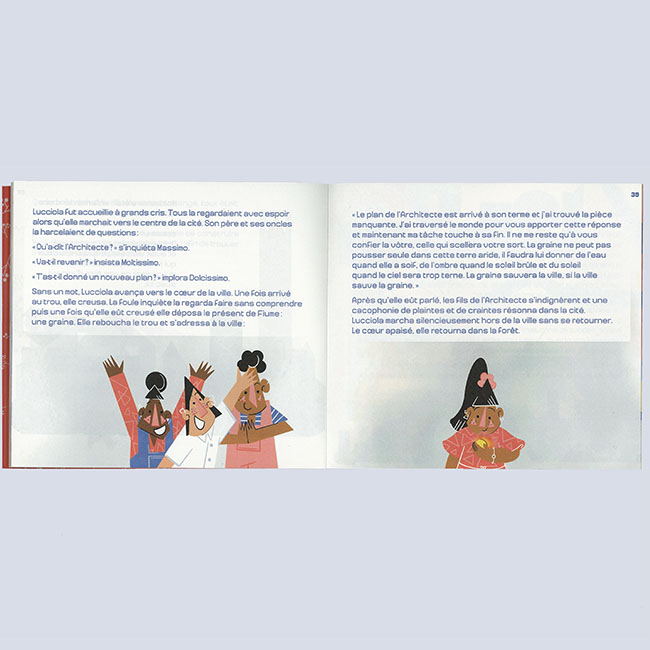 Lucciola fut accueillie à grands cris. Tous la regardaient avec espoir
alors qu'elle marchait vers le centre de la cité. Son père et ses oncles
la harcelaient de questions :
« Qu'a-dit l'Architecte ? » s'inquiéta Massimo.
« Va-t-il revenir ? » insista Moltissimo.
« T'as-t-il donné un nouveau plan ? » implora Dolcissimo.
Sans un mot, Lucciola avança vers le cœur de la ville. Une fois arrivé
au trou, elle creusa. La Foule inquiète la regarda faire sans comprendre
puis une fois qu'elle eût creusé elle déposa le présent de Fiume :
une graine. Elle reboucha le trou et s'adressa à la ville :
39
« Le plan de l'Architecte est arrivé à son terme et j'ai trouvé la pièce
manquante. J'ai traversé le monde pour vous apporter cette réponse
et maintenant ma tâche touche à sa fin. Il ne me reste qu'à vous
confier la vôtre, celle qui scellera votre sort. La graine ne peut pas
pousser seule dans cette terre aride, il faudra lui donner de l'eau
quand elle a soif, de l'ombre quand le soleil brûle et du soleil
quand le ciel sera trop terne. La graine sauvera la ville, si la ville
sauve la graine. »
Après qu'elle eût parlé, les fils de l'Architecte s'indignèrent et une
cacophonie de plaintes et de craintes résonna dans la cité.
Lucciola marcha silencieusement hors de la ville sans se retourner.
Le cœur apaisé, elle retourna dans la forêt.